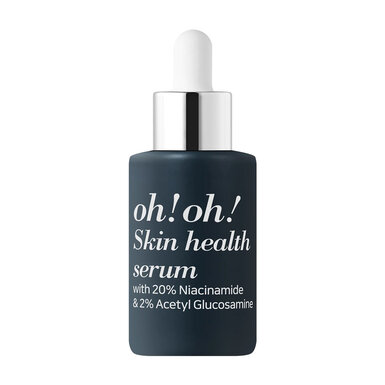 oh! oh!
Skin health
serum
with 20% Niacinamide
& 2% Acetyl Glucosamine